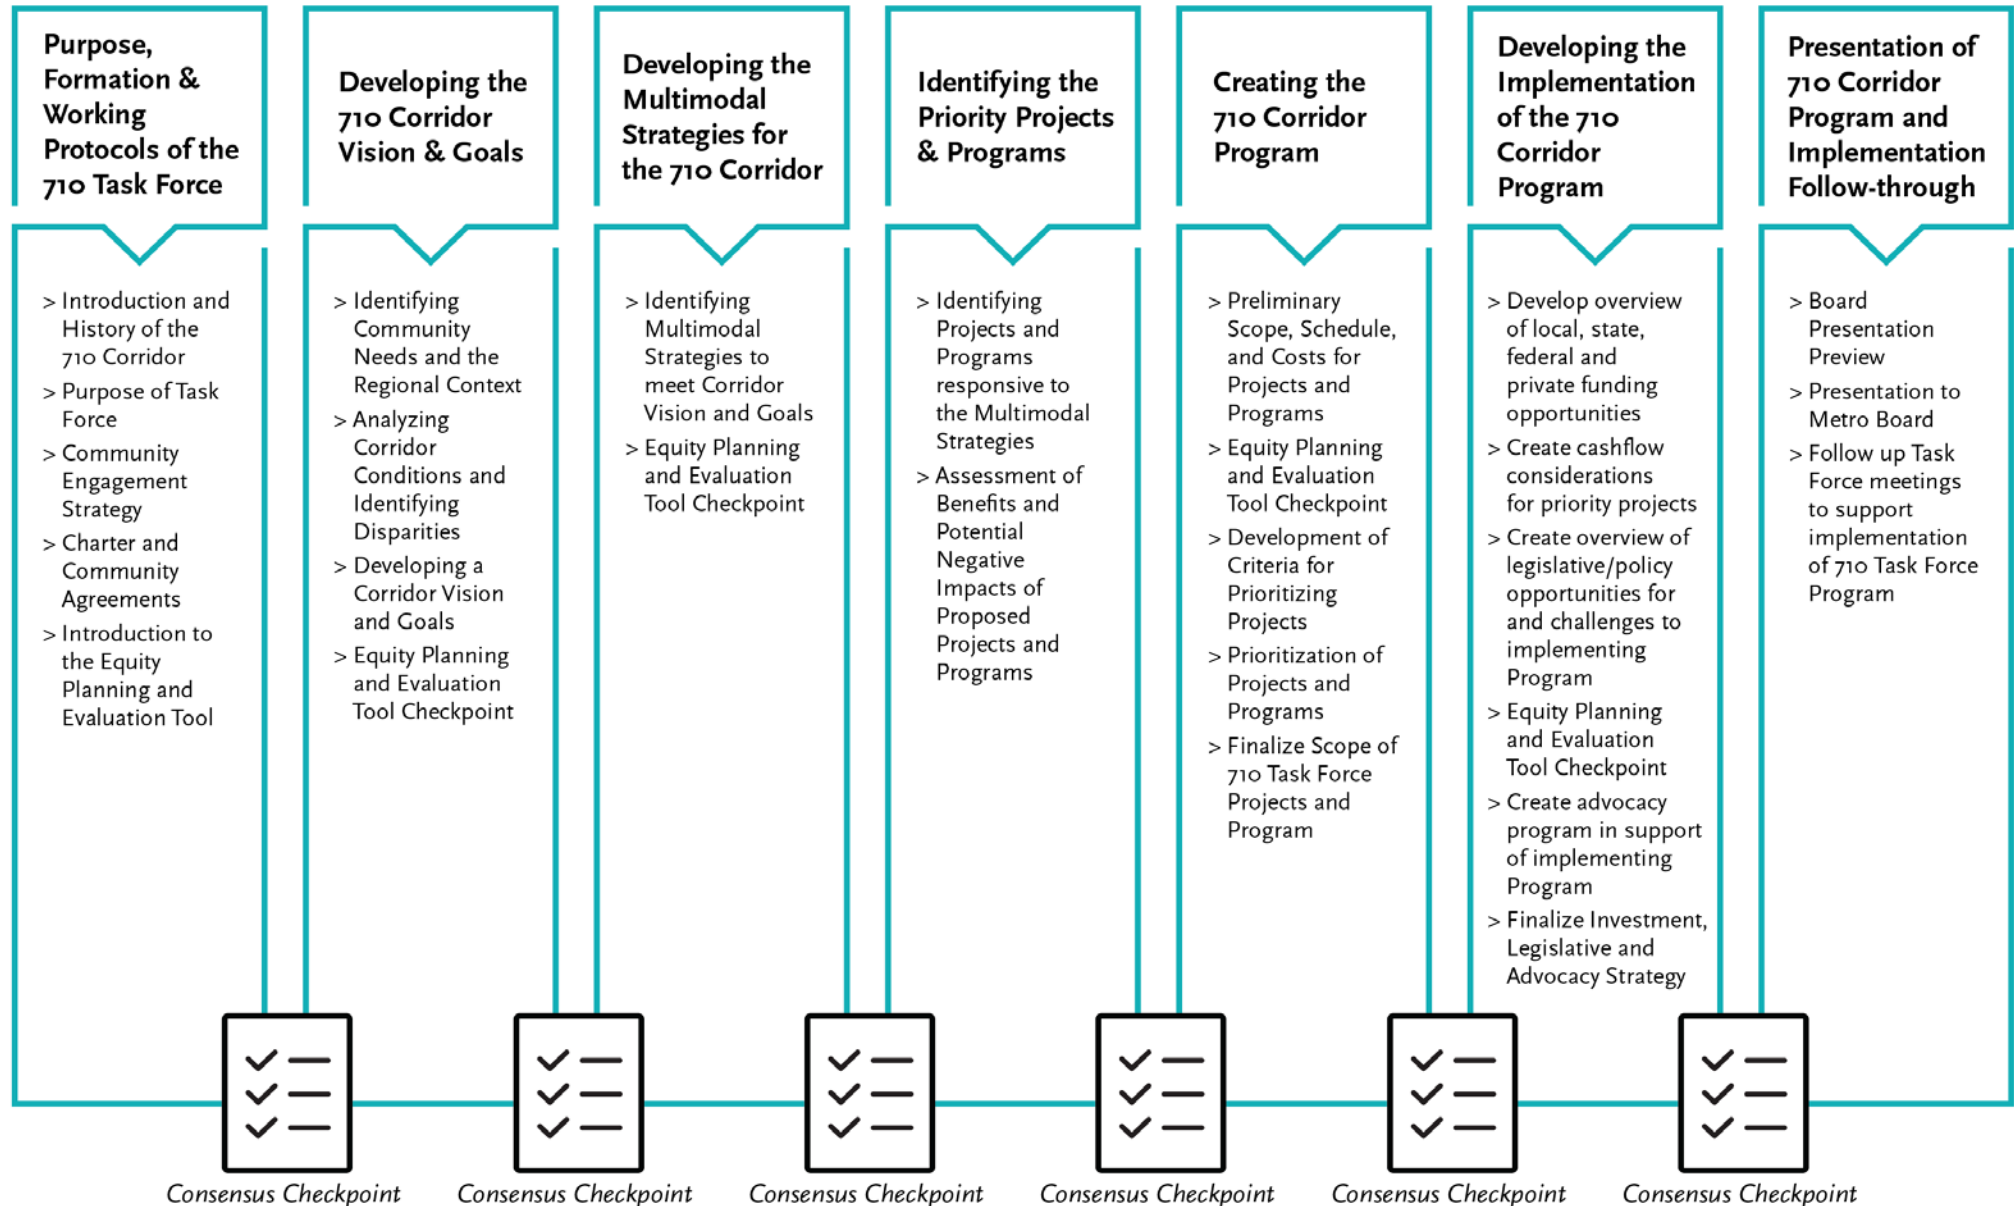 Purpose,
Formation &
Working
Protocols of the
710 Task Force
> Introduction and
History of the
710 Corridor
> Purpose of Task
Force
> Community
Engagement
Strategy
> Charter and
Community
Agreements
> Introduction to
the Equity
Planning and
Evaluation Tool
Developing the
710 Corridor
Vision & Goals
> Identifying
Community
Needs and the
Regional Context
> Analyzing
Corridor
Conditions and
Identifying
Disparities
> Developing a
Corridor Vision
and Goals
> Equity Planning
and Evaluation
Tool Checkpoint
Developing the
Multimodal
Strategies for
the 710 Corridor
> Identifying
Multimodal
Strategies to
meet Corridor
Vision and Goals
> Equity Planning
and Evaluation
Tool Checkpoint
Identifying the
Priority Projects
& Programs
> Identifying
Projects and
Programs
responsive to
the Multimodal
Strategies
> Assessment of
Benefits and
Potential
Negative
Impacts of
Proposed
Projects and
Programs
Creating the
710 Corridor
Program
> Preliminary
Scope, Schedule,
and Costs for
Projects and
Programs
> Equity Planning
and Evaluation
Tool Checkpoint
> Development of
Criteria for
Prioritizing
Projects
> Prioritization of
Projects and
Programs
> Finalize Scope of
710 Task Force
Projects and
Program
Developing the
Implementation
of the 710
Corridor
Program
> Develop overview
of local, state,
federal and
private funding
opportunities
> Create cashflow
considerations
for priority projects
> Create overview of
legislative/policy
opportunities for
and challenges to
implementing
Program
> Equity Planning
and Evaluation
Tool Checkpoint
> Create advocacy
program in support
of implementing
Program
> Finalize Investment,
Legislative and
Advocacy Strategy
Presentation of
710 Corridor
Program and
Implementation
Follow-through
> Board
Presentation
Preview
> Presentation to
Metro Board
> Follow up Task
Force meetings
to support
implementation
of 710 Task Force
Program
Consensus Checkpoint
Consensus Checkpoint
Consensus Checkpoint
Consensus Checkpoint
Consensus Checkpoint
Consensus Checkpoint